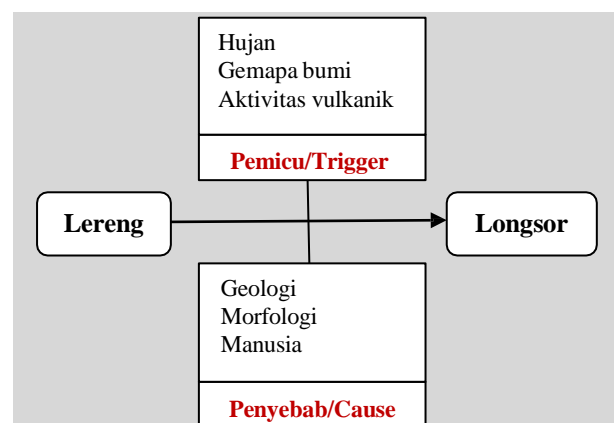 Hujan
Gemapa bumi
Aktivitas vulkanik
Pemicu/Trigger
Lereng
Longsor
Geologi
Morfologi
Manusia
Penyebab/Cause